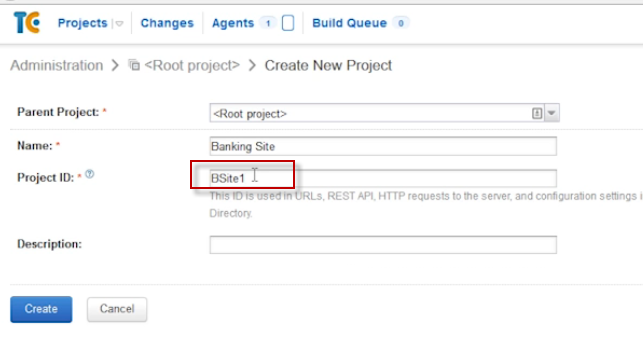 TC Projects Changes Agents 1 Build Queue 0
Administration > <Root project> > Create New Project
Parent Project: * <Root project>
Name: * Banking Site
Project ID: * ? BSite1
This ID is used in URLs, REST API, HTTP requests to the server, and configuration settings i
Directory.
Description:
Create Cancel